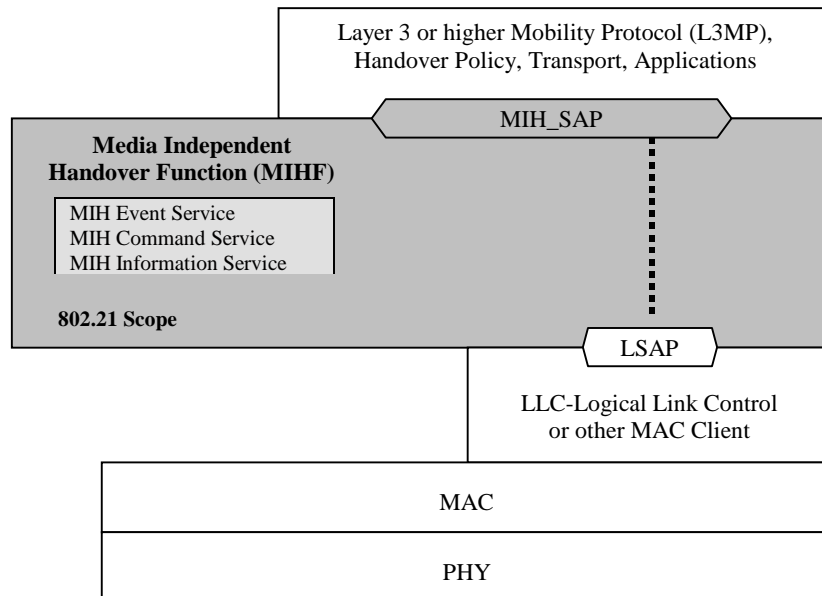 Layer 3 or higher Mobility Protocol (L3MP),
Handover Policy, Transport, Applications
MIH_SAP
Media Independent
Handover Function (MIHF)
MIH Event Service
MIH Command Service
MIH Information Service
802.21 Scope
LSAP
LLC-Logical Link Control
or other MAC Client
MAC
PHY